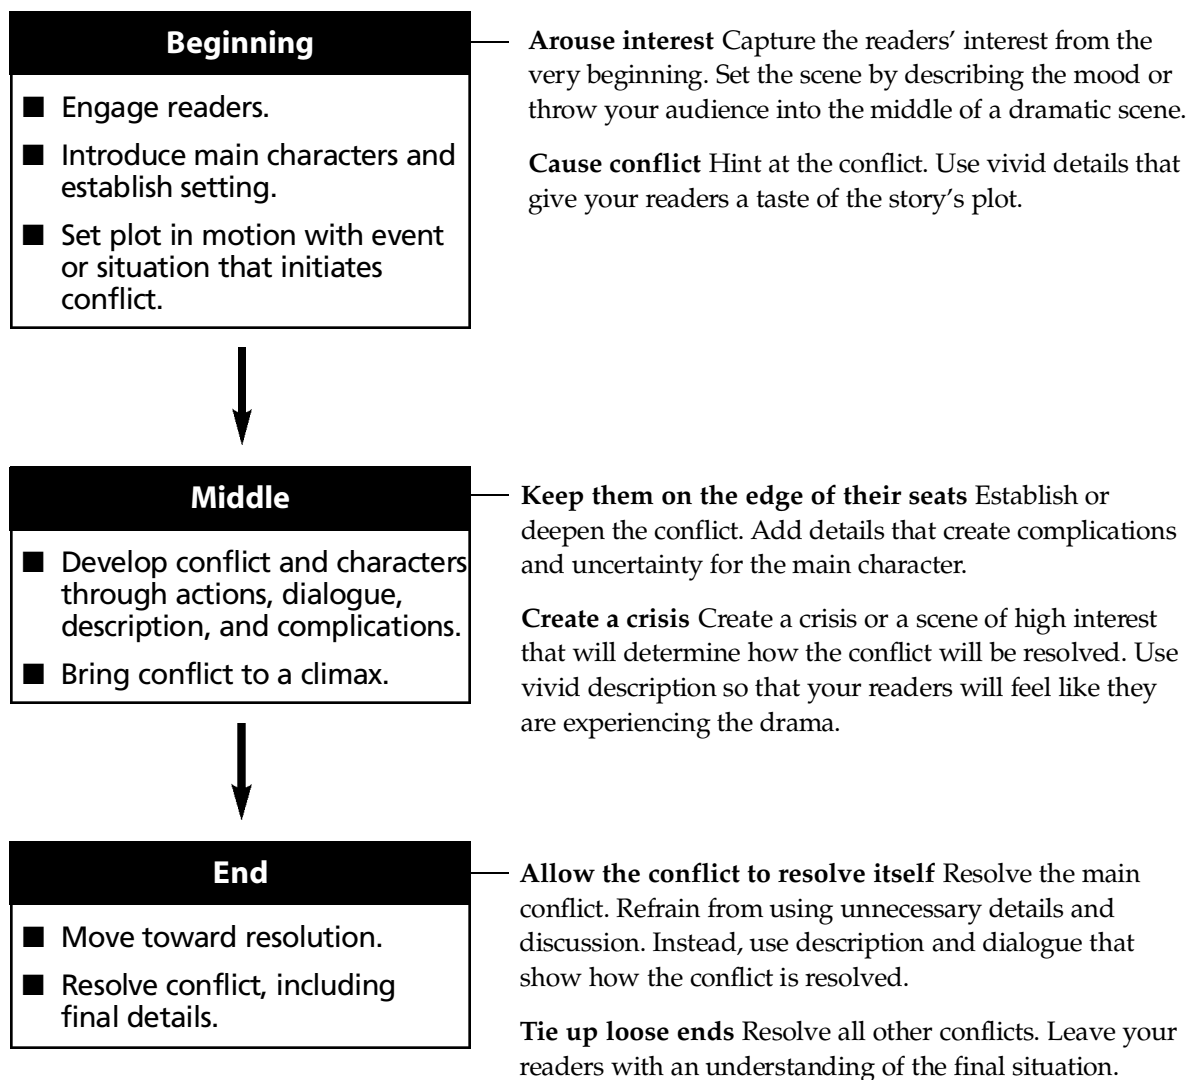 Beginning
■ Engage readers.
■ Introduce main characters and
establish setting.
■ Set plot in motion with event
or situation that initiates
conflict.
Arouse interest Capture the readers’ interest from the
very beginning. Set the scene by describing the mood or
throw your audience into the middle of a dramatic scene.
Cause conflict Hint at the conflict. Use vivid details that
give your readers a taste of the story’s plot.
Middle
■ Develop conflict and characters
through actions, dialogue,
description, and complications.
■ Bring conflict to a climax.
Keep them on the edge of their seats Establish or
deepen the conflict. Add details that create complications
and uncertainty for the main character.
Create a crisis Create a crisis or a scene of high interest
that will determine how the conflict will be resolved. Use
vivid description so that your readers will feel like they
are experiencing the drama.
End
■ Move toward resolution.
■ Resolve conflict, including
final details.
Allow the conflict to resolve itself Resolve the main
conflict. Refrain from using unnecessary details and
discussion. Instead, use description and dialogue that
show how the conflict is resolved.
Tie up loose ends Resolve all other conflicts. Leave your
readers with an understanding of the final situation.